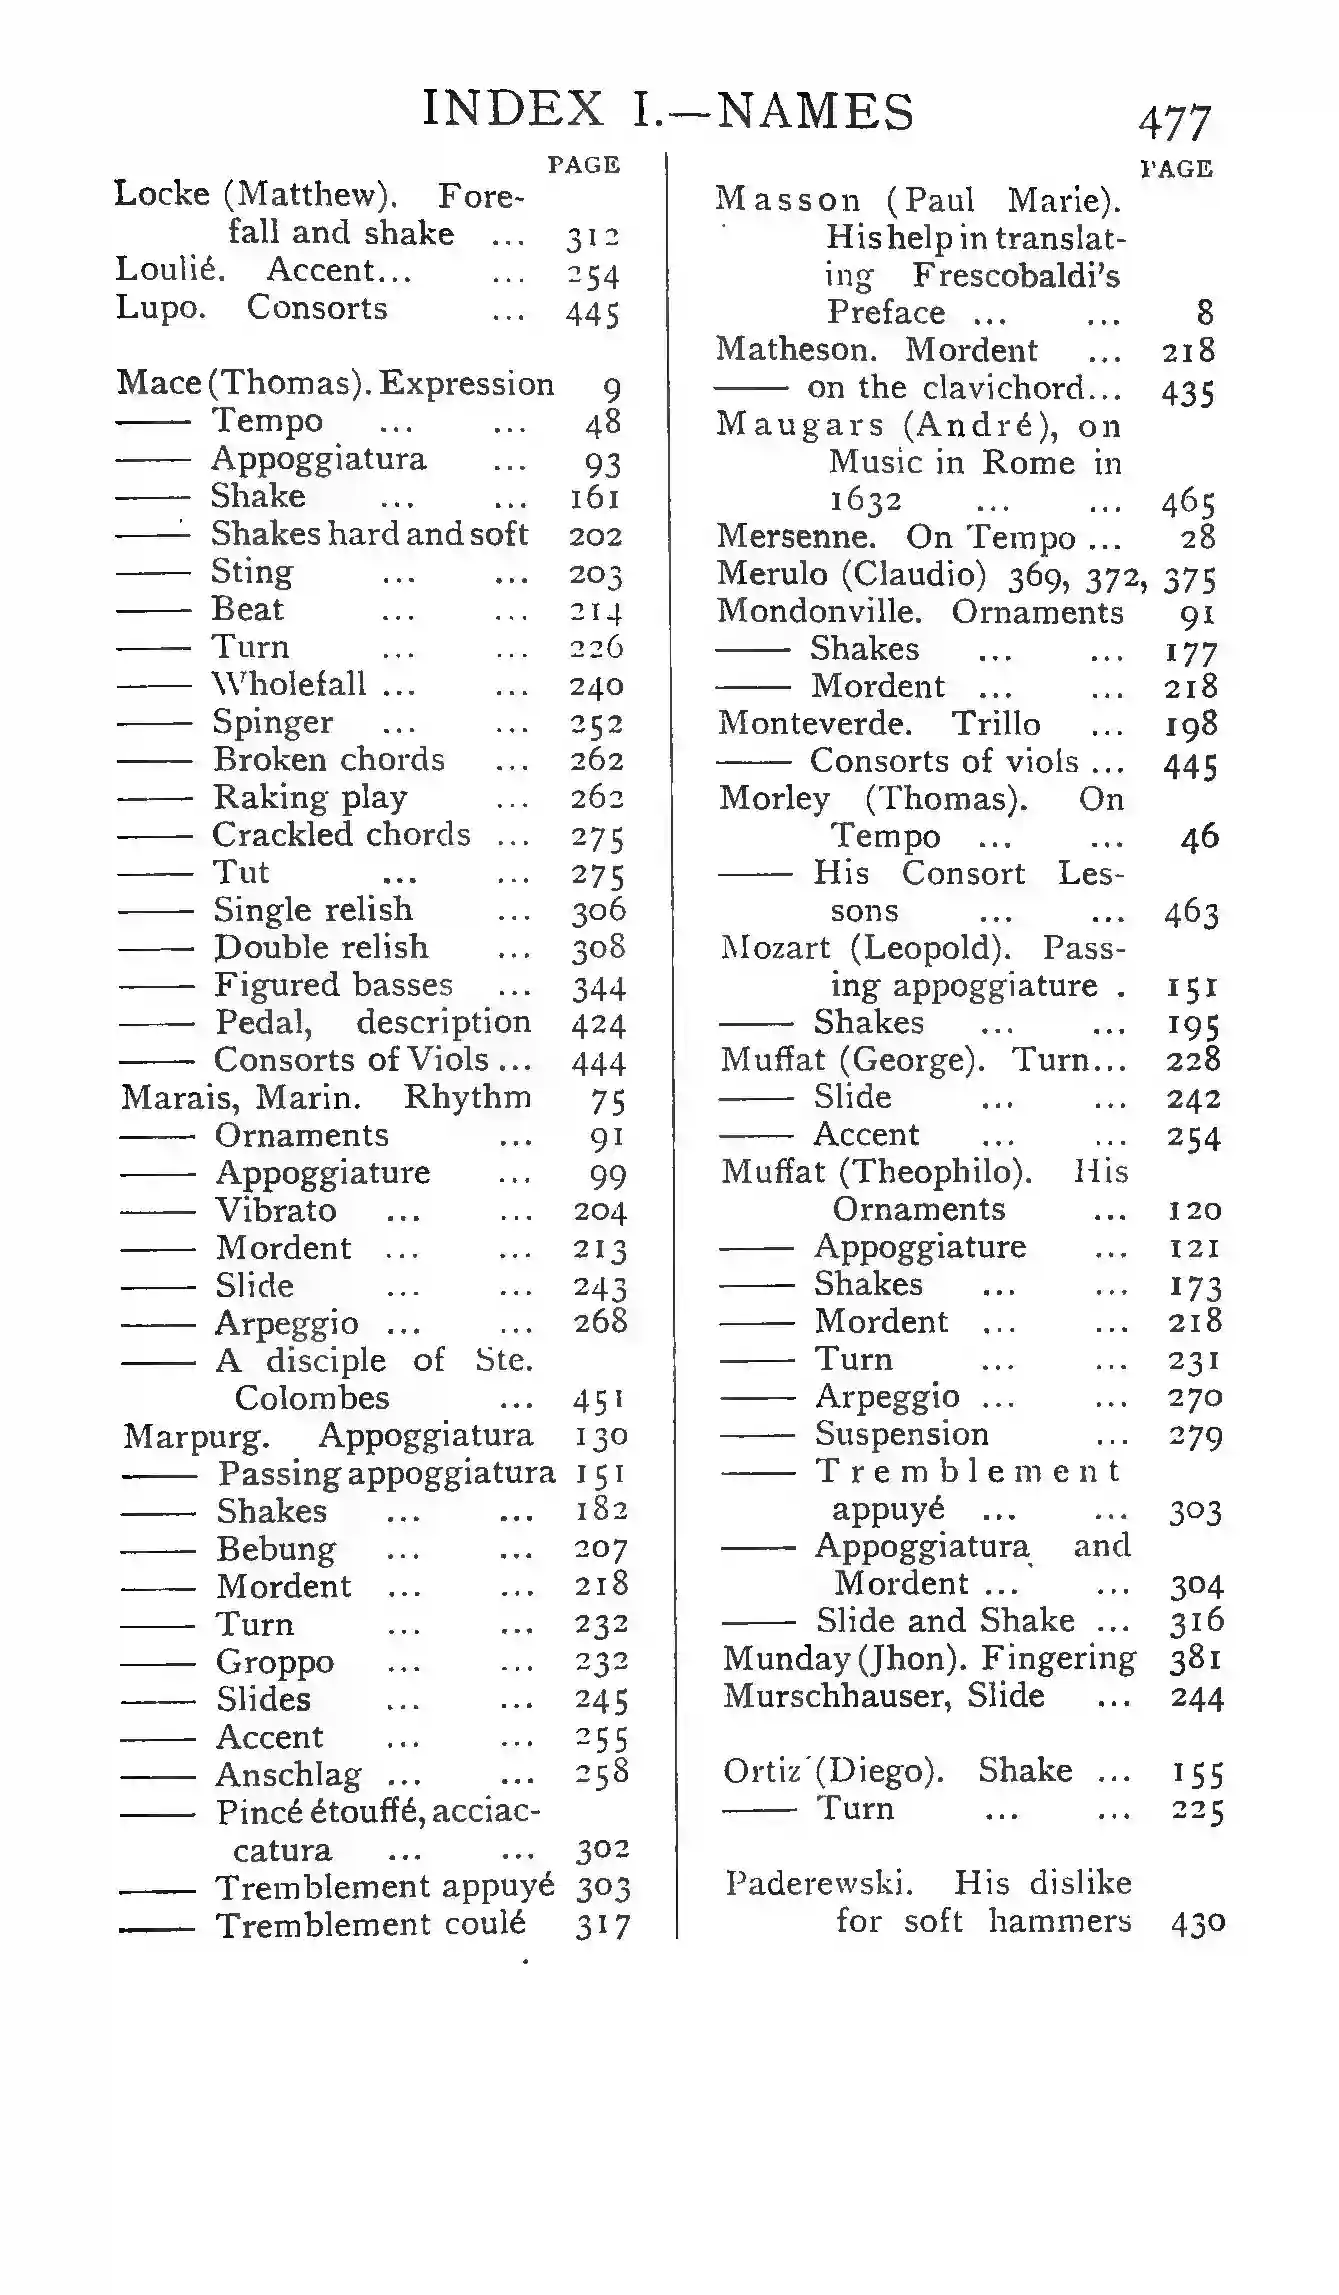 INDEX I.—NAMES 477
PAGE
Locke (Matthew). Fore-
fall and shake ... 312
Loulié. Accent... ... 254
Lupo. Consorts ... 445
Mace (Thomas). Expression 9
—— Tempo ... ... 48
—— Appoggiatura ... 93
—— Shake ... ... 161
—— Shakes hard and soft 202
—— Sting ... ... 203
—— Beat ... ... 214
—— Turn ... ... 226
—— Wholefall ... ... 240
—— Spinger ... ... 252
—— Broken chords ... 262
—— Raking play ... 262
—— Crackled chords ... 275
—— Tut ... ... 275
—— Single relish ... 306
—— Double relish ... 308
—— Figured basses ... 344
—— Pedal, description 424
—— Consorts of Viols ... 444
Marais, Marin. Rhythm 75
—— Ornaments ... 91
—— Appoggiature ... 99
—— Vibrato ... ... 204
—— Mordent ... ... 213
—— Slide ... ... 243
—— Arpeggio ... ... 268
—— A disciple of Ste.
Colombes ... 451
Marpurg. Appoggiatura 130
—— Passing appoggiatura 151
—— Shakes ... ... 182
—— Bebung ... ... 207
—— Mordent ... ... 218
—— Turn ... ... 232
—— Groppo ... ... 232
—— Slides ... ... 245
—— Accent ... ... 255
—— Anschlag ... ... 258
—— Pincé étouffé, acciac-
catura ... ... 302
—— Tremblement appuyé 303
—— Tremblement coulé 317
PAGE
Masson (Paul Marie).
His help in translat-
ing Frescobaldi's
Preface ... ... 8
Matheson. Mordent ... 218
—— on the clavichord... 435
Maugars (André), on
Music in Rome in
1632 ... ... 465
Mersenne. On Tempo ... 28
Merulo (Claudio) 369, 372, 375
Mondonville. Ornaments 91
—— Shakes ... ... 177
—— Mordent ... ... 218
Monteverde. Trillo ... 198
—— Consorts of viols ... 445
Morley (Thomas). On
Tempo ... ... 46
—— His Consort Les-
sons ... ... 463
Mozart (Leopold). Pass-
ing appoggiature . 151
—— Shakes ... ... 195
Muffat (George). Turn... 228
—— Slide ... ... 242
—— Accent ... ... 254
Muffat (Theophilo). His
Ornaments ... 120
—— Appoggiature ... 121
—— Shakes ... ... 173
—— Mordent ... ... 218
—— Turn ... ... 231
—— Arpeggio ... ... 270
—— Suspension ... 279
—— Tremblement
appuyé ... ... 303
—— Appoggiatura and
Mordent ... ... 304
—— Slide and Shake ... 316
Munday (Jhon). Fingering 381
Murschhauser, Slide ... 244
Ortiz (Diego). Shake ... 155
—— Turn ... ... 225
Paderewski. His dislike
for soft hammers 430